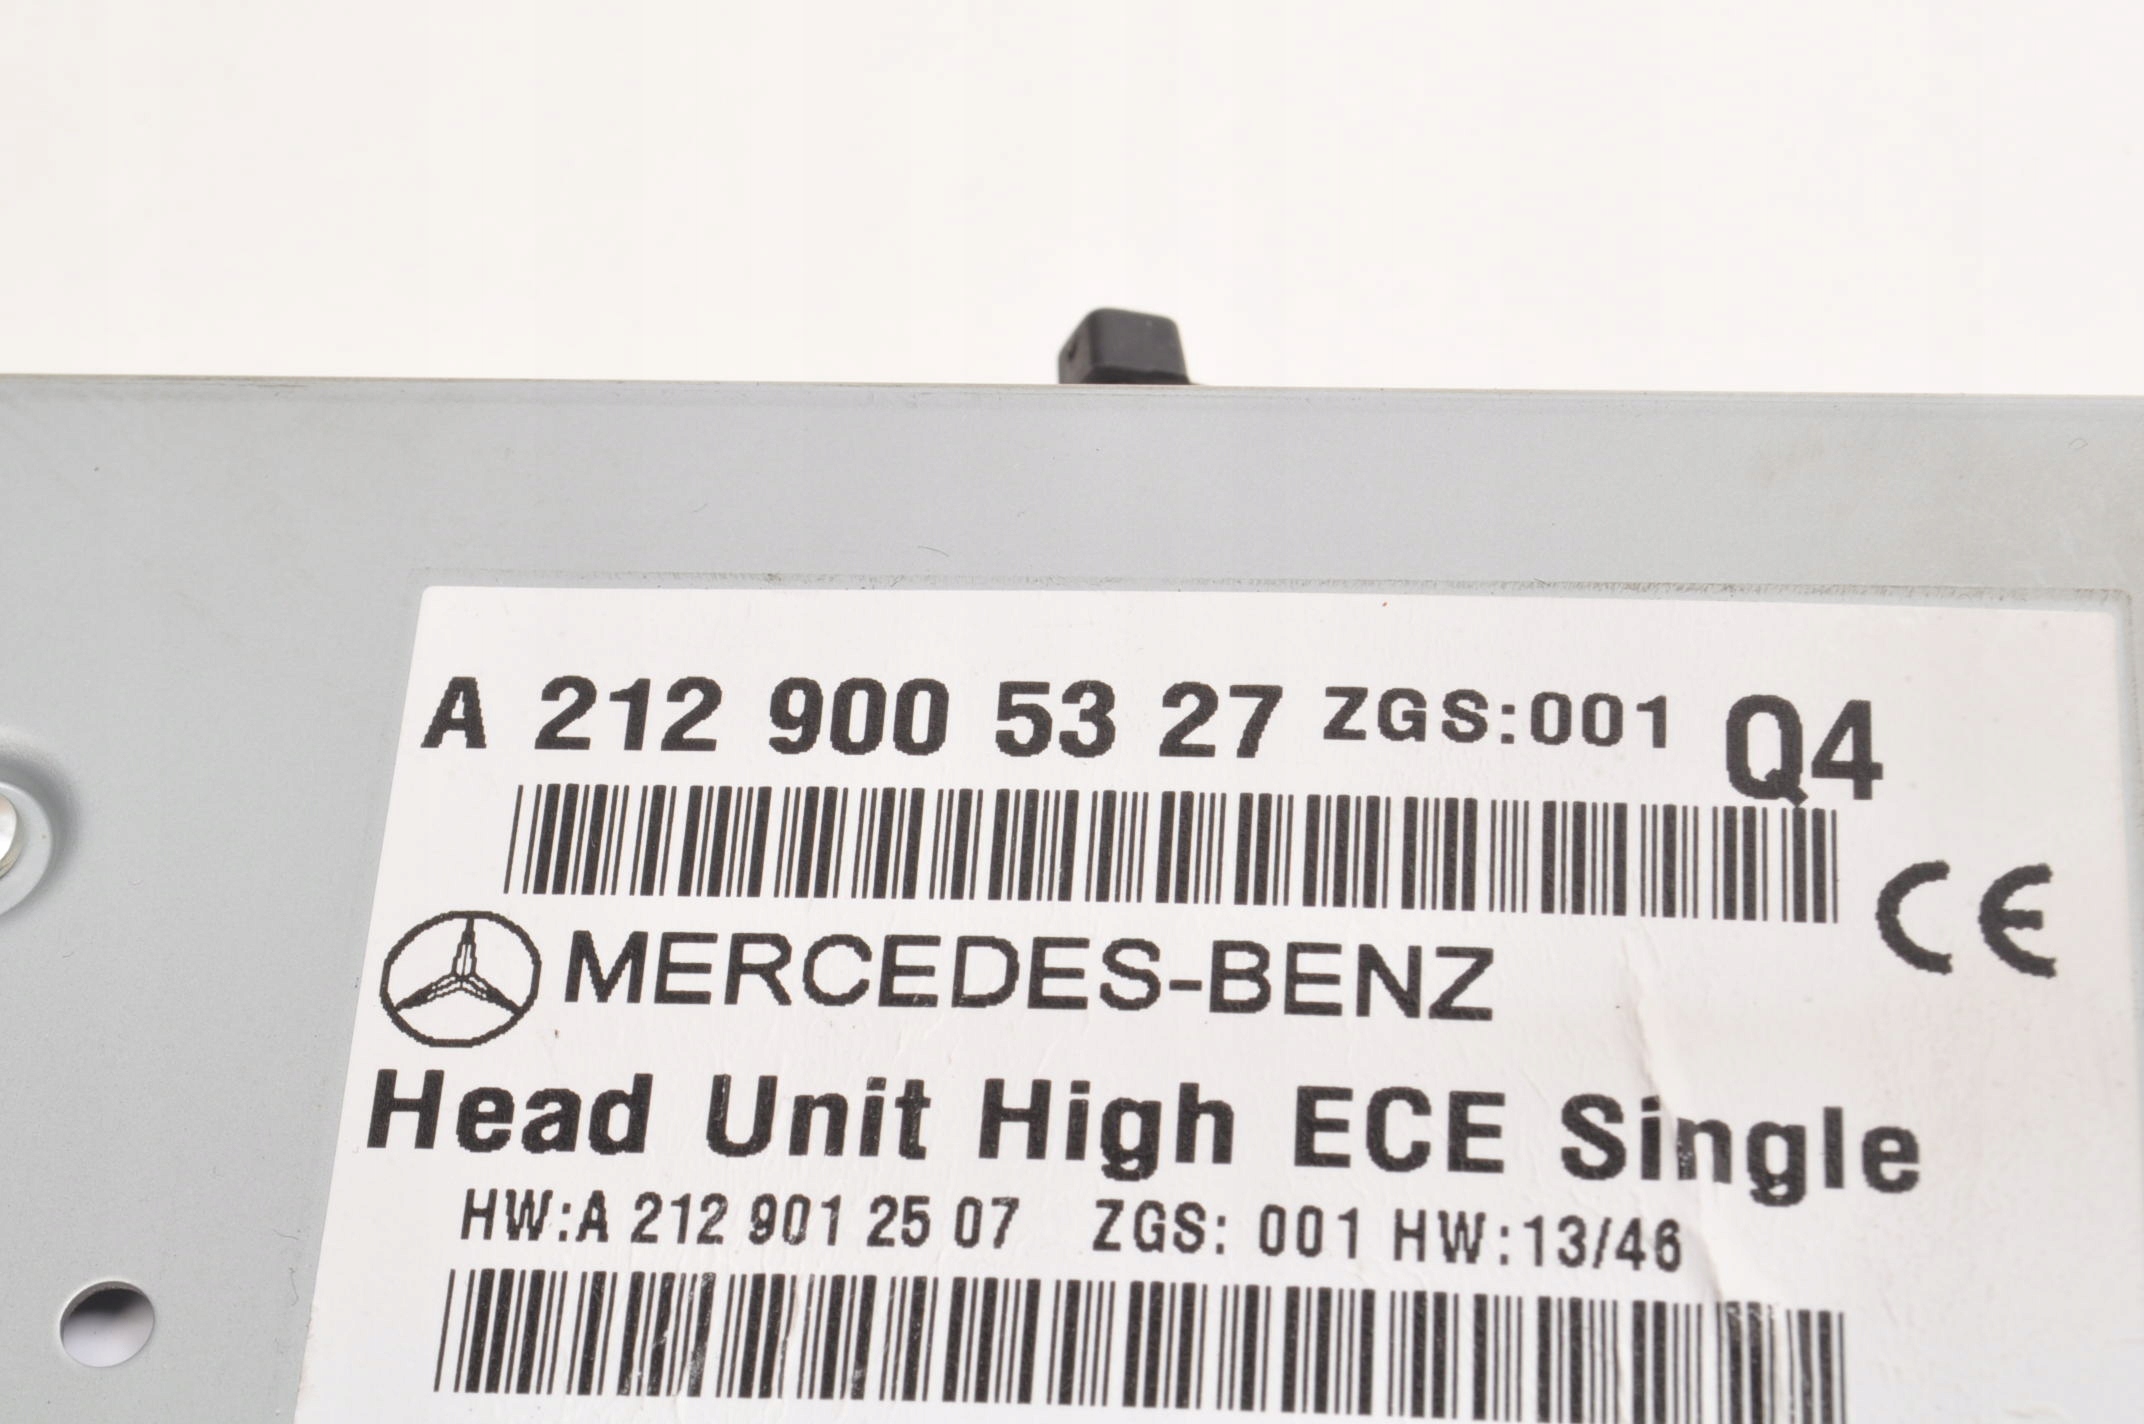 A 212 900 53 27 ZGS:001 Q4
CE
MERCEDES-BENZ
Head Unit High ECE Single
HW:A 212 901 25 07 ZGS: 001 HW:13/46